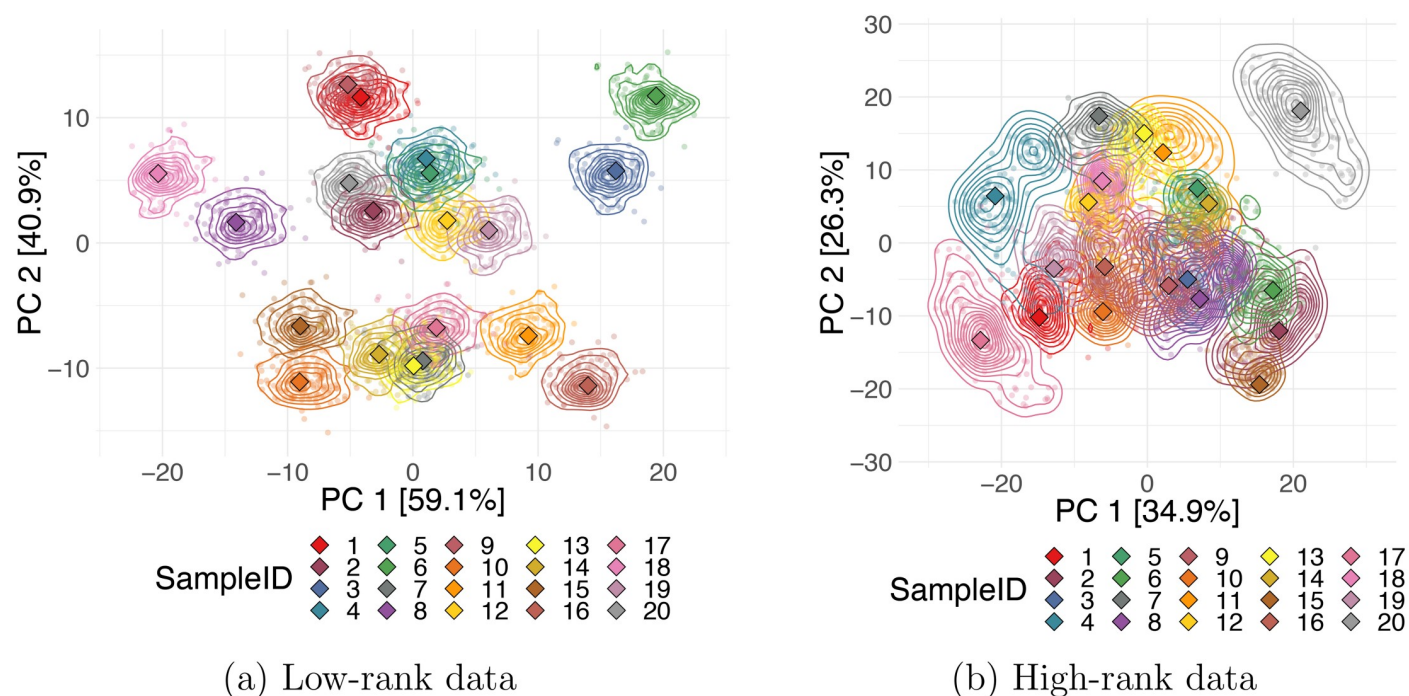 10
0
−10
PC 2 [40.9%]
−20 −10 0 10 20
PC 1 [59.1%]
SampleID
1 5 9 13 17
2 6 10 14 18
3 7 11 15 19
4 8 12 16 20
(a) Low-rank data
30
20
10
0
−10
−20
−30
PC 2 [26.3%]
−20 0 20
PC 1 [34.9%]
SampleID
1 5 9 13 17
2 6 10 14 18
3 7 11 15 19
4 8 12 16 20
(b) High-rank data